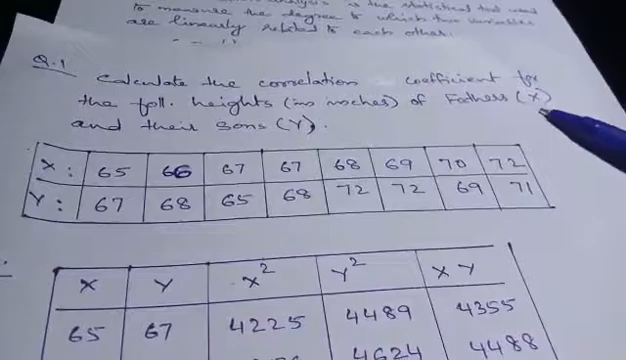 to measure the degree to which two variables
are linearly related to each other.
Q.1 Calculate the correlation coefficient for
the foll. heights (in inches) of Fathers (X)
and their sons (Y).
X: 65 66 67 67 68 69 70 72
Y: 67 68 65 68 72 72 69 71
X Y X² Y² XY
65 67 4225 4489 4355
4624 4488